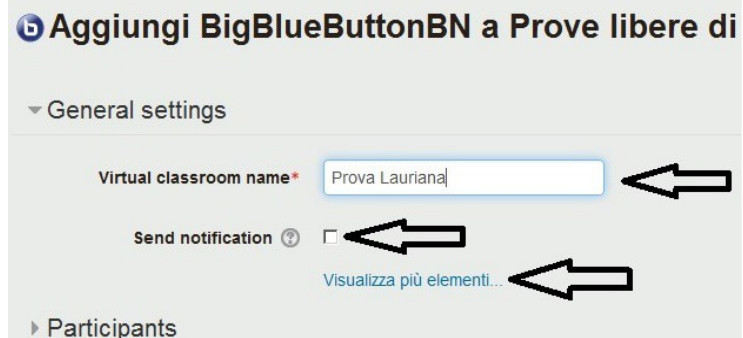 Aggiungi BigBlueButtonBN a Prove libere di
General settings
Virtual classroom name* Prova Lauriana
Send notification
Visualizza più elementi...
Participants